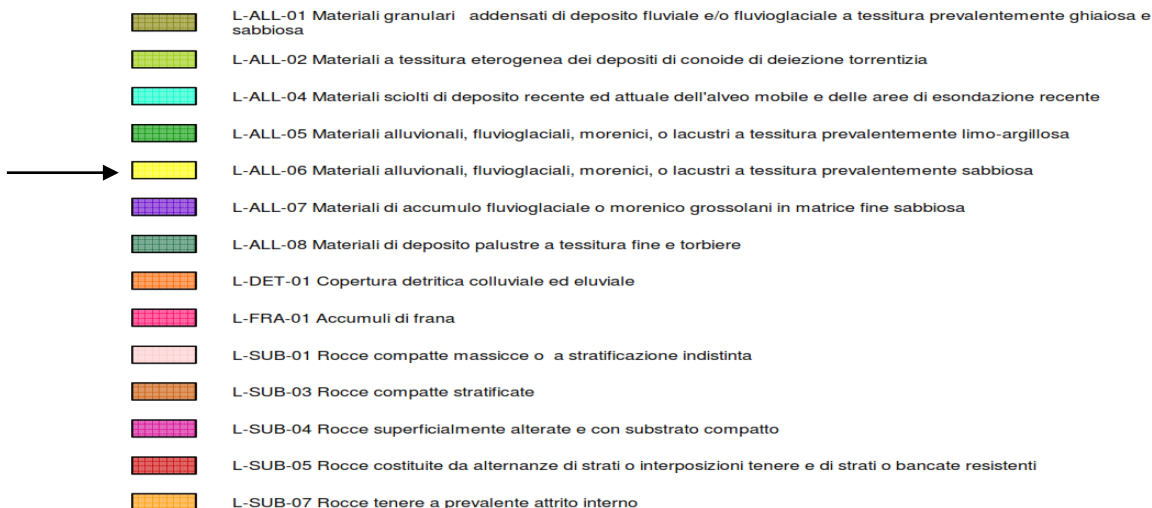 L-ALL-01 Materiali granulari addensati di deposito fluviale e/o fluvioglaciale a tessitura prevalentemente ghiaiosa e
sabbiosa
L-ALL-02 Materiali a tessitura eterogenea dei depositi di conoide di deiezione torrentizia
L-ALL-04 Materiali sciolti di deposito recente ed attuale dell'alveo mobile e delle aree di esondazione recente
L-ALL-05 Materiali alluvionali, fluvioglaciali, morenici, o lacustri a tessitura prevalentemente limo-argillosa
L-ALL-06 Materiali alluvionali, fluvioglaciali, morenici, o lacustri a tessitura prevalentemente sabbiosa
L-ALL-07 Materiali di accumulo fluvioglaciale o morenico grossolani in matrice fine sabbiosa
L-ALL-08 Materiali di deposito palustre a tessitura fine e torbiere
L-DET-01 Copertura detritica colluviale ed eluviale
L-FRA-01 Accumuli di frana
L-SUB-01 Rocce compatte massicce o a stratificazione indistinta
L-SUB-03 Rocce compatte stratificate
L-SUB-04 Rocce superficialmente alterate e con substrato compatto
L-SUB-05 Rocce costituite da alternanze di strati o interposizioni tenere e di strati o bancate resistenti
L-SUB-07 Rocce tenere a prevalente attrito interno